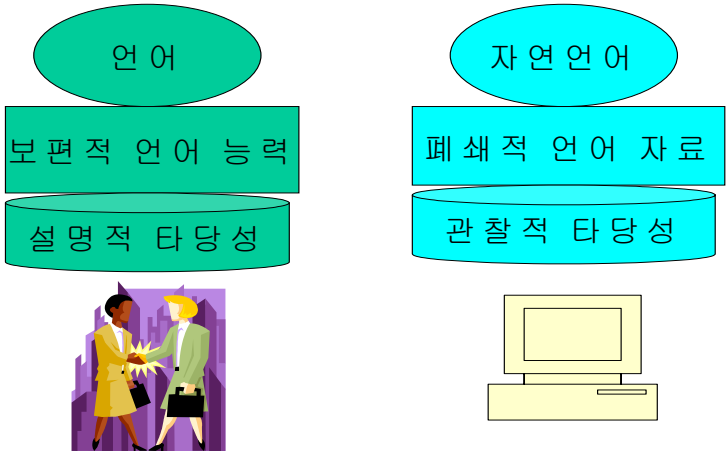 언어
보편적 언어 능력
설명적 타당성
자연언어
폐쇄적 언어 자료
관찰적 타당성